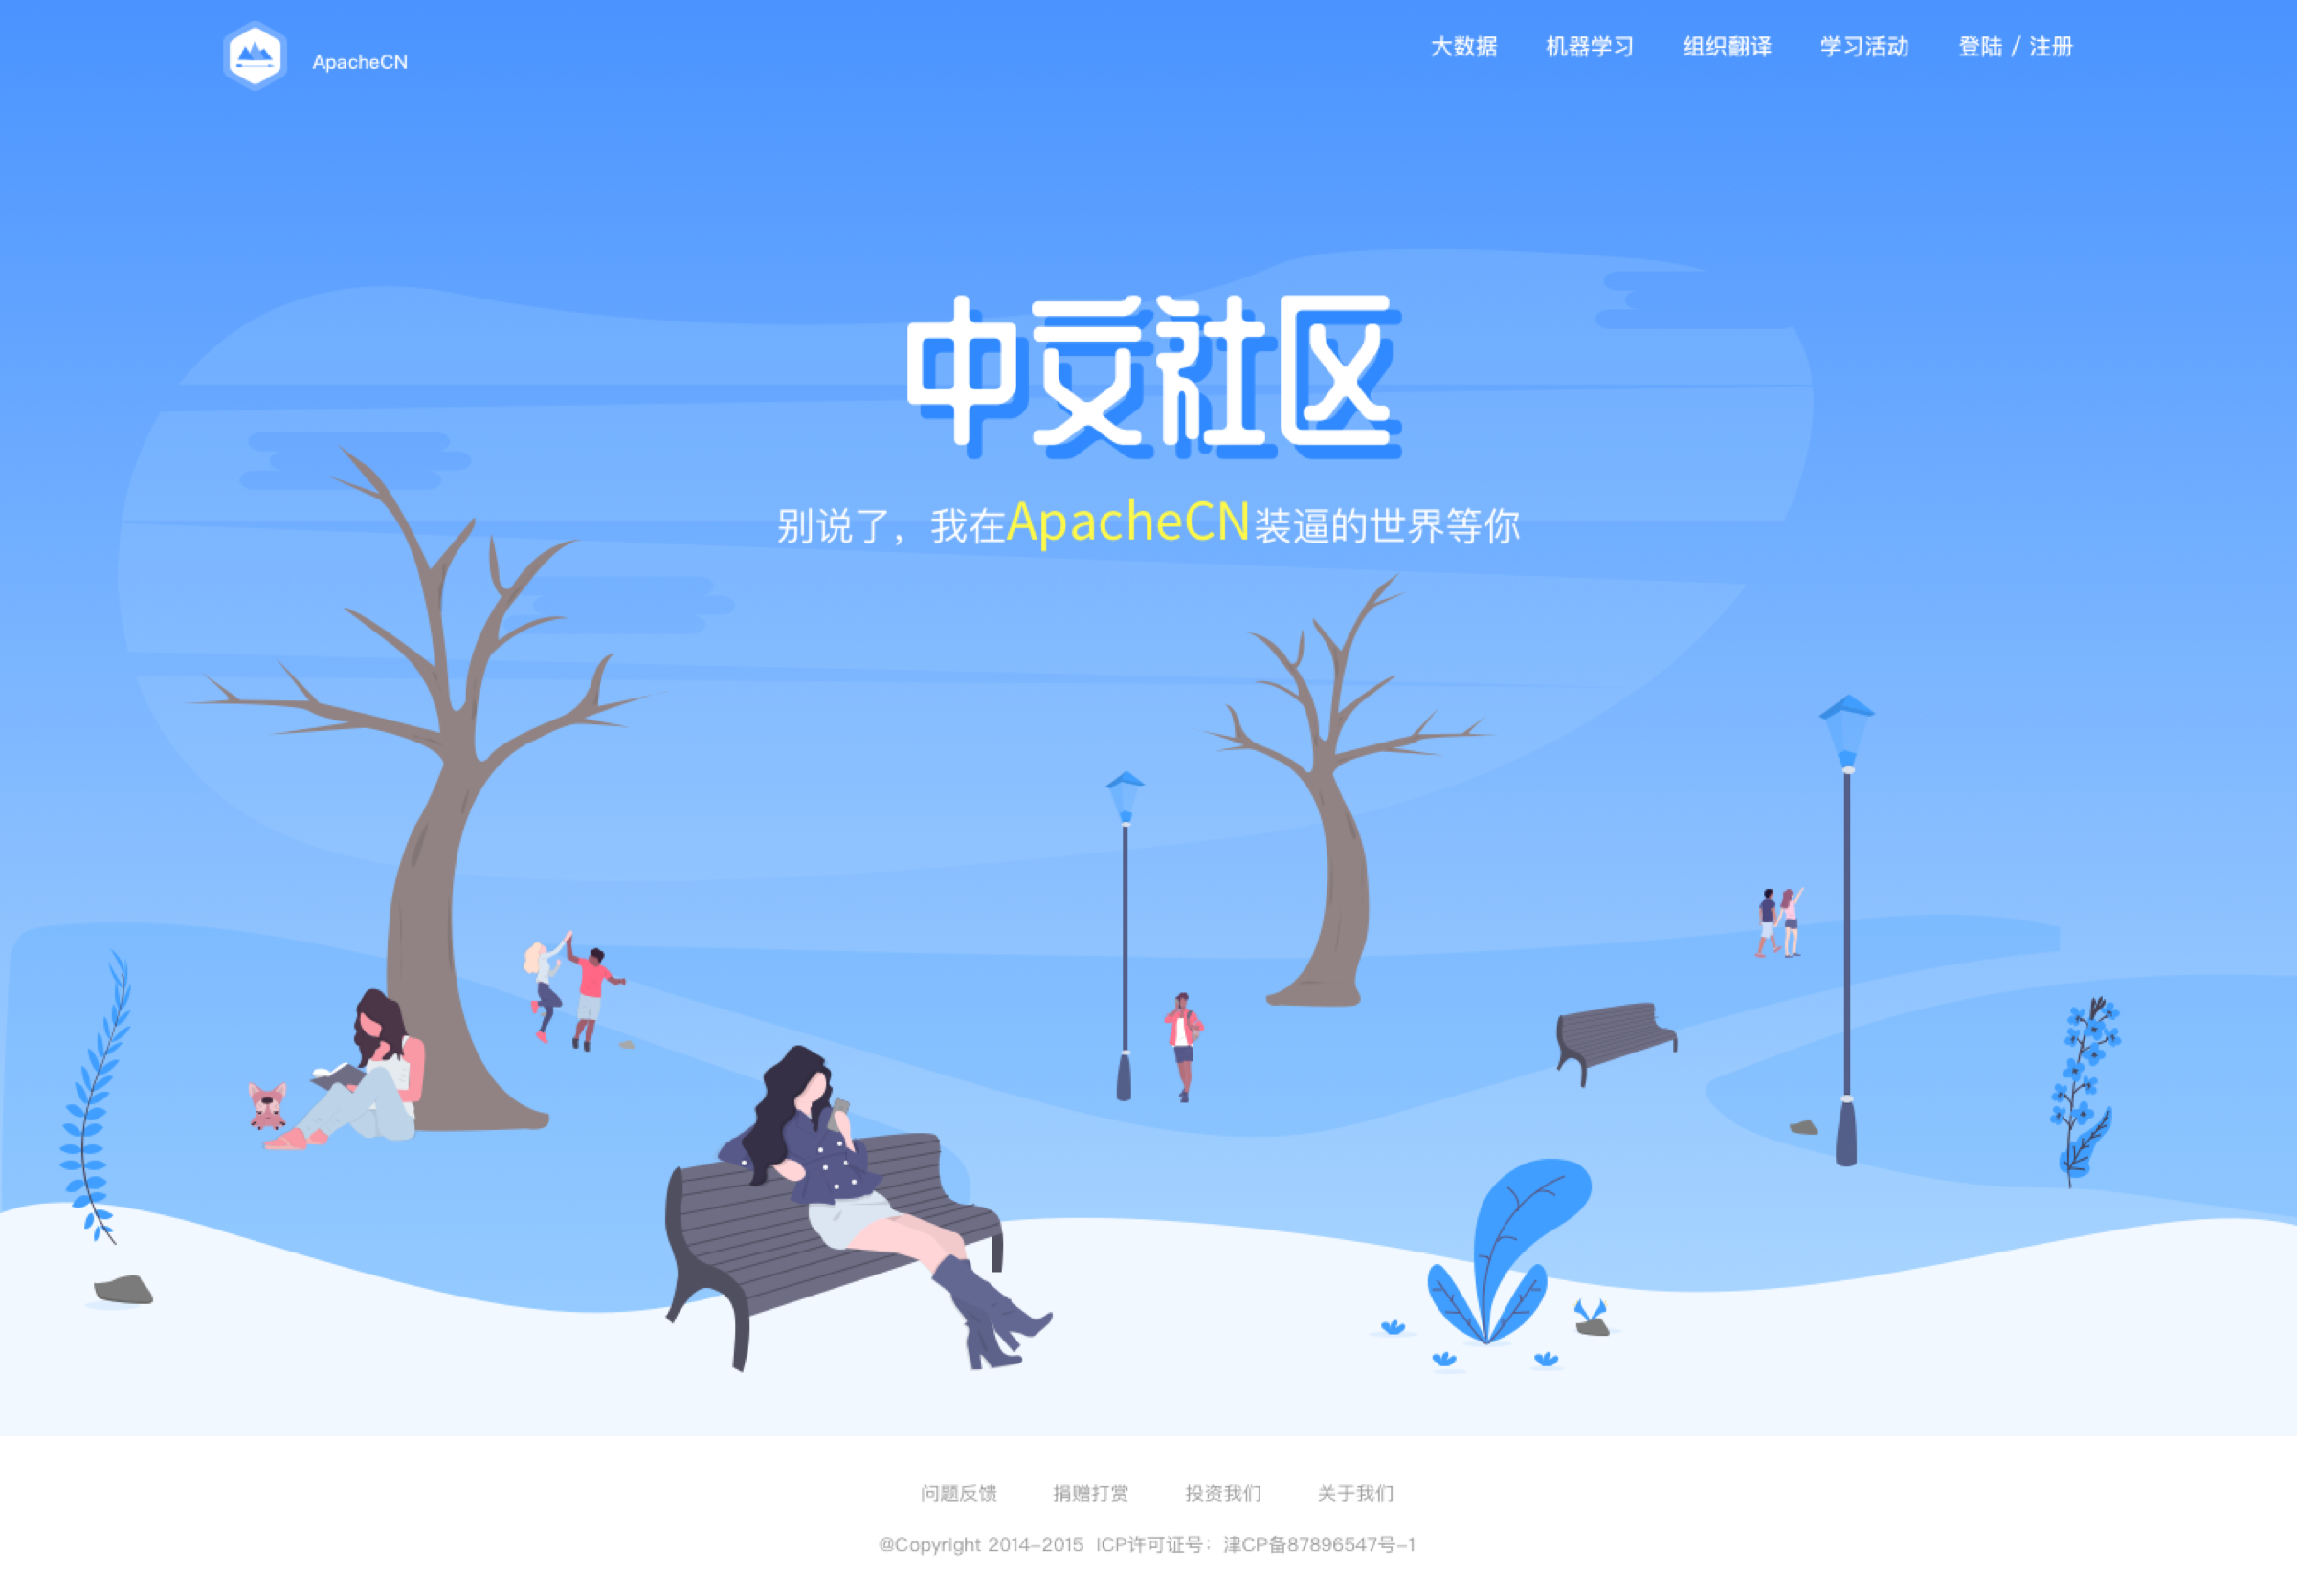 ApacheCN
大数据 机器学习 组织翻译 学习活动 登陆 / 注册
中文社区
别说了，我在ApacheCN装逼的世界等你
问题反馈 捐赠打赏 投资我们 关于我们
@Copyright 2014-2015 ICP许可证号：津CP备87896547号-1